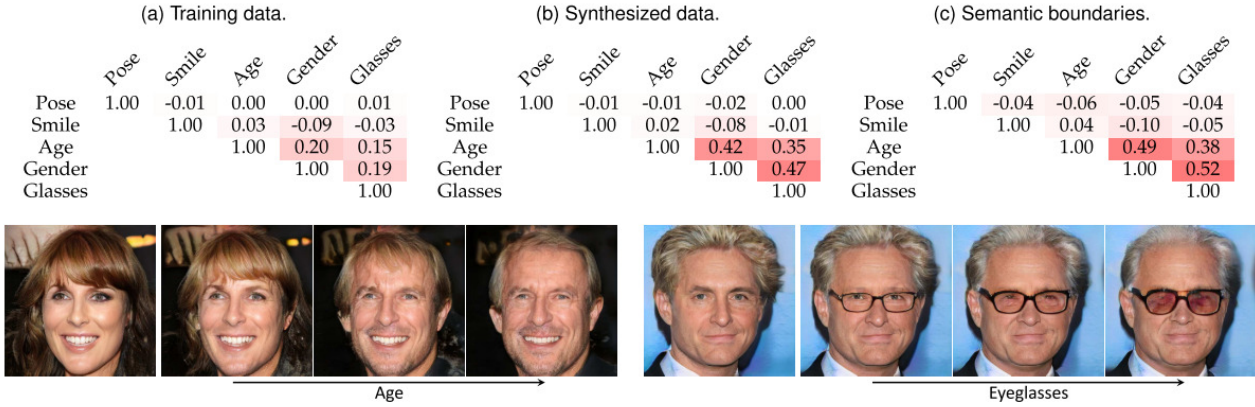 (a) Training data.
Pose Smile Age Gender Glasses
Pose 1.00 -0.01 0.00 0.00 0.01
Smile 1.00 0.03 -0.09 -0.03
Age 1.00 0.20 0.15
Gender 1.00 0.19
Glasses 1.00
(b) Synthesized data.
Pose Smile Age Gender Glasses
Pose 1.00 -0.01 -0.01 -0.02 0.00
Smile 1.00 0.02 -0.08 -0.01
Age 1.00 0.42 0.35
Gender 1.00 0.47
Glasses 1.00
(c) Semantic boundaries.
Pose Smile Age Gender Glasses
Pose 1.00 -0.04 -0.06 -0.05 -0.04
Smile 1.00 0.04 -0.10 -0.05
Age 1.00 0.49 0.38
Gender 1.00 0.52
Glasses 1.00
Age
Eyeglasses